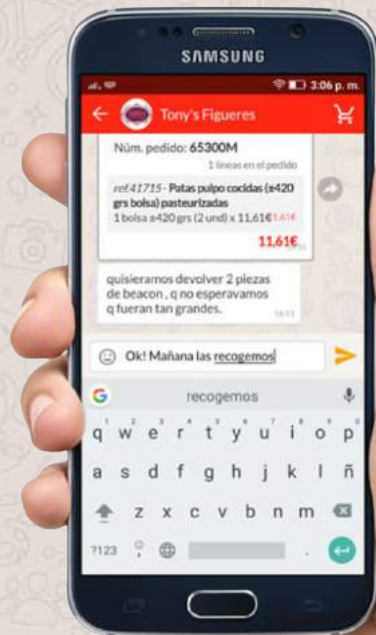 SAMSUNG
3:06 p. m.
Tony's Figueres
Núm. pedido: 65300M
1 líneas en el pedido
ref.41715 - Patas pulpo cocidas (±420
grs bolsa) pasteurizadas
1 bolsa ±420 grs (2 und) x 11,61€
11,61€
quisieramos devolver 2 piezas
de beacon , q no esperavamos
q fueran tan grandes.
Ok! Mañana las recogemos
G recogemos
q w e r t y u i o p
a s d f g h j k l ñ
z x c v b n m
?123 , .